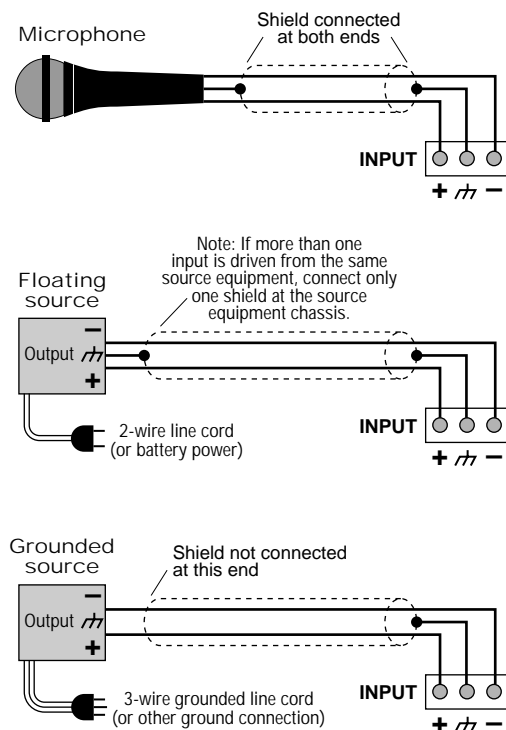 Microphone
Shield connected
at both ends
INPUT
+ −
Note: If more than one
input is driven from the same
source equipment, connect only
one shield at the source
equipment chassis.
Floating
source
−
Output
+
2-wire line cord
(or battery power)
INPUT
+ −
Grounded
source
Shield not connected
at this end
−
Output
+
3-wire grounded line cord
(or other ground connection)
INPUT
+ −